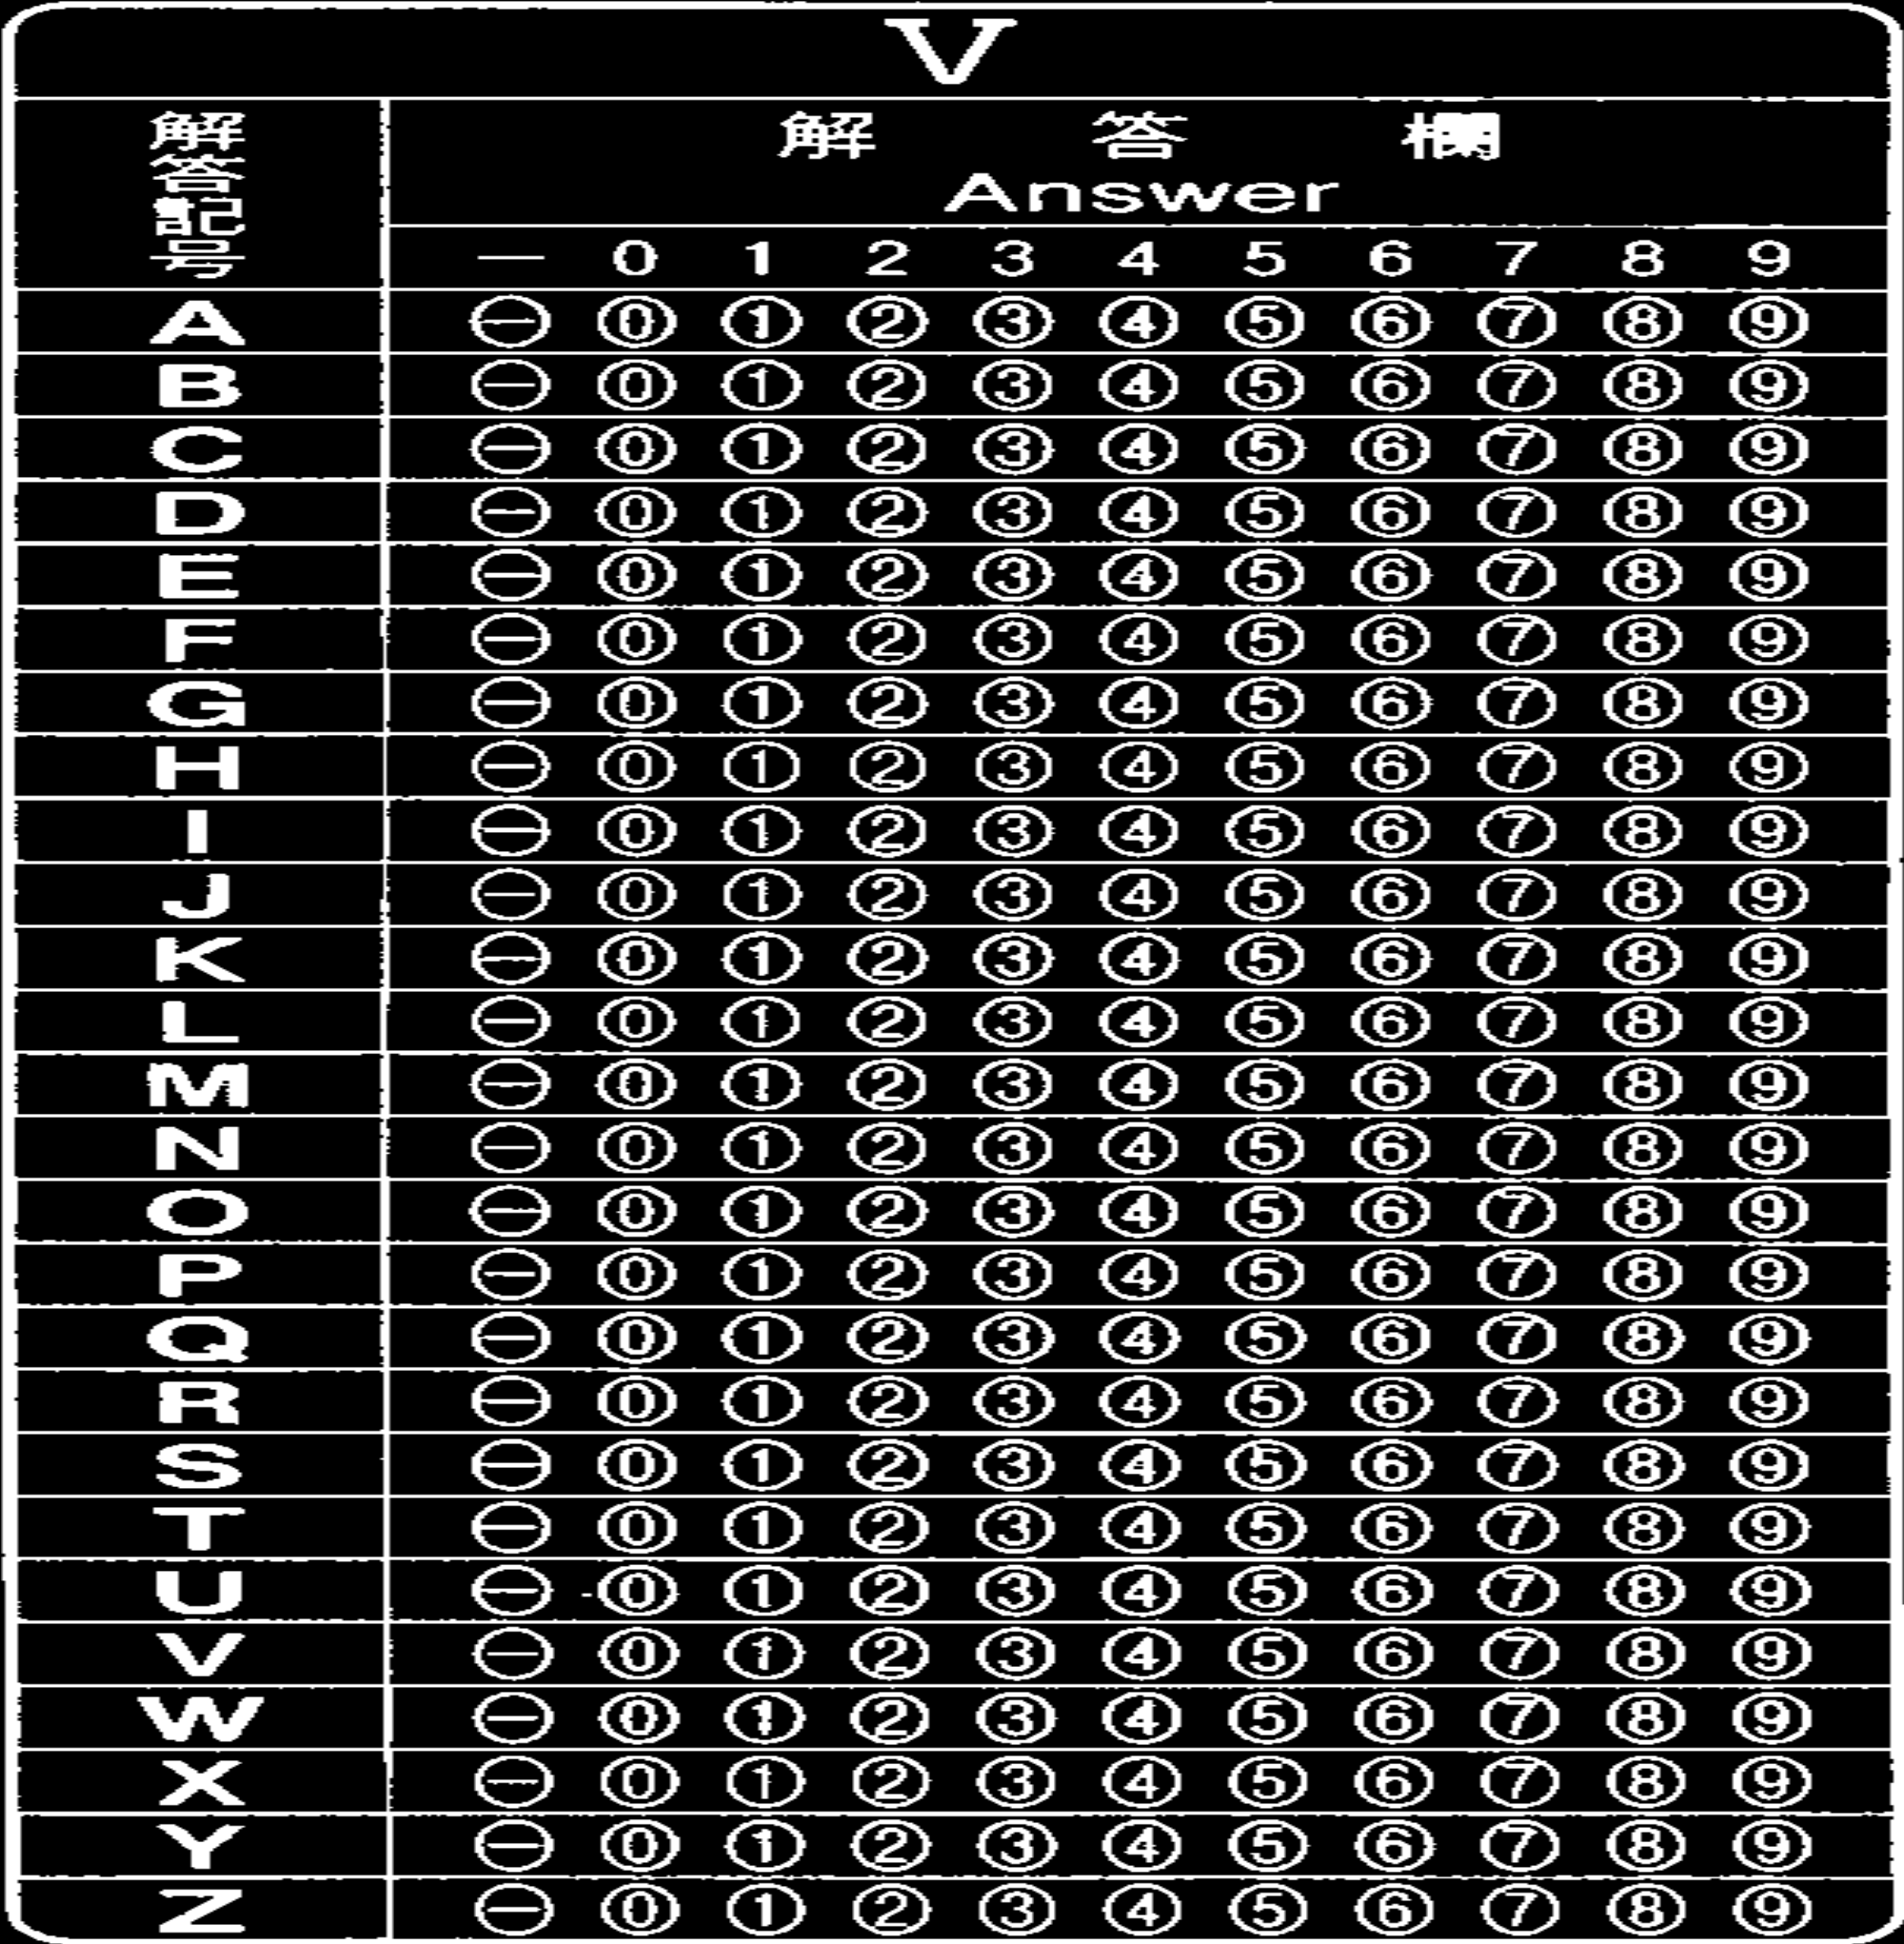 V
解答記号
解 答 欄
Answer
― 0 1 2 3 4 5 6 7 8 9
A ⊖ ⓪ ① ② ③ ④ ⑤ ⑥ ⑦ ⑧ ⑨
B ⊖ ⓪ ① ② ③ ④ ⑤ ⑥ ⑦ ⑧ ⑨
C ⊖ ⓪ ① ② ③ ④ ⑤ ⑥ ⑦ ⑧ ⑨
D ⊖ ⓪ ① ② ③ ④ ⑤ ⑥ ⑦ ⑧ ⑨
E ⊖ ⓪ ① ② ③ ④ ⑤ ⑥ ⑦ ⑧ ⑨
F ⊖ ⓪ ① ② ③ ④ ⑤ ⑥ ⑦ ⑧ ⑨
G ⊖ ⓪ ① ② ③ ④ ⑤ ⑥ ⑦ ⑧ ⑨
H ⊖ ⓪ ① ② ③ ④ ⑤ ⑥ ⑦ ⑧ ⑨
I ⊖ ⓪ ① ② ③ ④ ⑤ ⑥ ⑦ ⑧ ⑨
J ⊖ ⓪ ① ② ③ ④ ⑤ ⑥ ⑦ ⑧ ⑨
K ⊖ ⓪ ① ② ③ ④ ⑤ ⑥ ⑦ ⑧ ⑨
L ⊖ ⓪ ① ② ③ ④ ⑤ ⑥ ⑦ ⑧ ⑨
M ⊖ ⓪ ① ② ③ ④ ⑤ ⑥ ⑦ ⑧ ⑨
N ⊖ ⓪ ① ② ③ ④ ⑤ ⑥ ⑦ ⑧ ⑨
O ⊖ ⓪ ① ② ③ ④ ⑤ ⑥ ⑦ ⑧ ⑨
P ⊖ ⓪ ① ② ③ ④ ⑤ ⑥ ⑦ ⑧ ⑨
Q ⊖ ⓪ ① ② ③ ④ ⑤ ⑥ ⑦ ⑧ ⑨
R ⊖ ⓪ ① ② ③ ④ ⑤ ⑥ ⑦ ⑧ ⑨
S ⊖ ⓪ ① ② ③ ④ ⑤ ⑥ ⑦ ⑧ ⑨
T ⊖ ⓪ ① ② ③ ④ ⑤ ⑥ ⑦ ⑧ ⑨
U ⊖ ⓪ ① ② ③ ④ ⑤ ⑥ ⑦ ⑧ ⑨
V ⊖ ⓪ ① ② ③ ④ ⑤ ⑥ ⑦ ⑧ ⑨
W ⊖ ⓪ ① ② ③ ④ ⑤ ⑥ ⑦ ⑧ ⑨
X ⊖ ⓪ ① ② ③ ④ ⑤ ⑥ ⑦ ⑧ ⑨
Y ⊖ ⓪ ① ② ③ ④ ⑤ ⑥ ⑦ ⑧ ⑨
Z ⊖ ⓪ ① ② ③ ④ ⑤ ⑥ ⑦ ⑧ ⑨